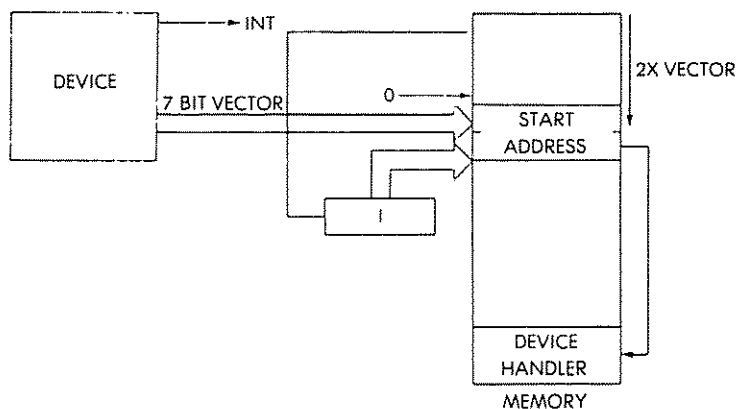 INT
DEVICE
2X VECTOR
7 BIT VECTOR
0
START
ADDRESS
I
DEVICE
HANDLER
MEMORY